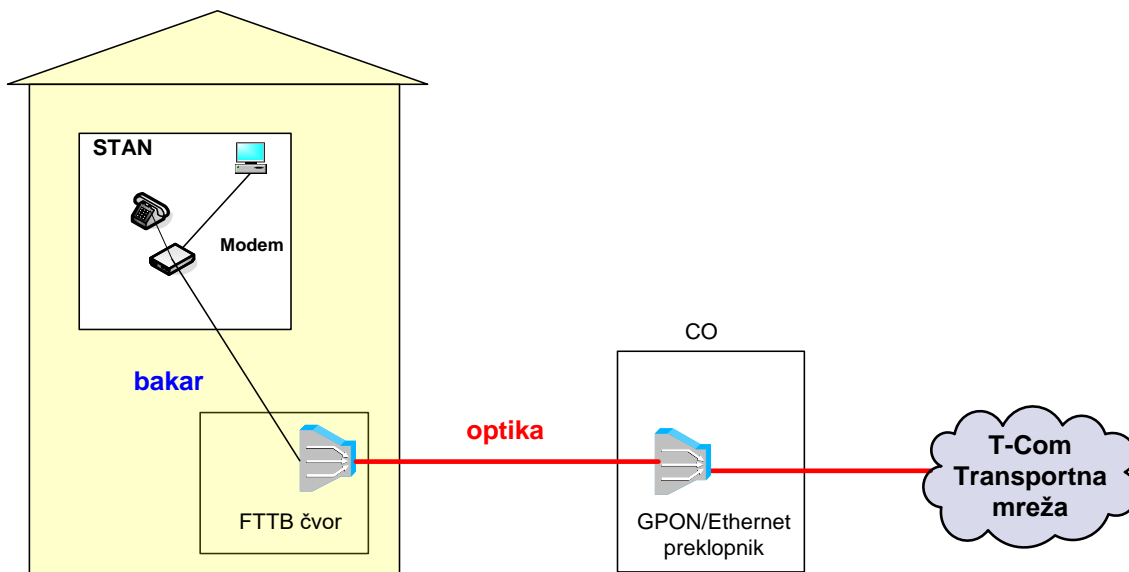 STAN
Modem
bakar
FTTB čvor
optika
CO
GPON/Ethernet
preklopnik
T-Com
Transportna
mreža